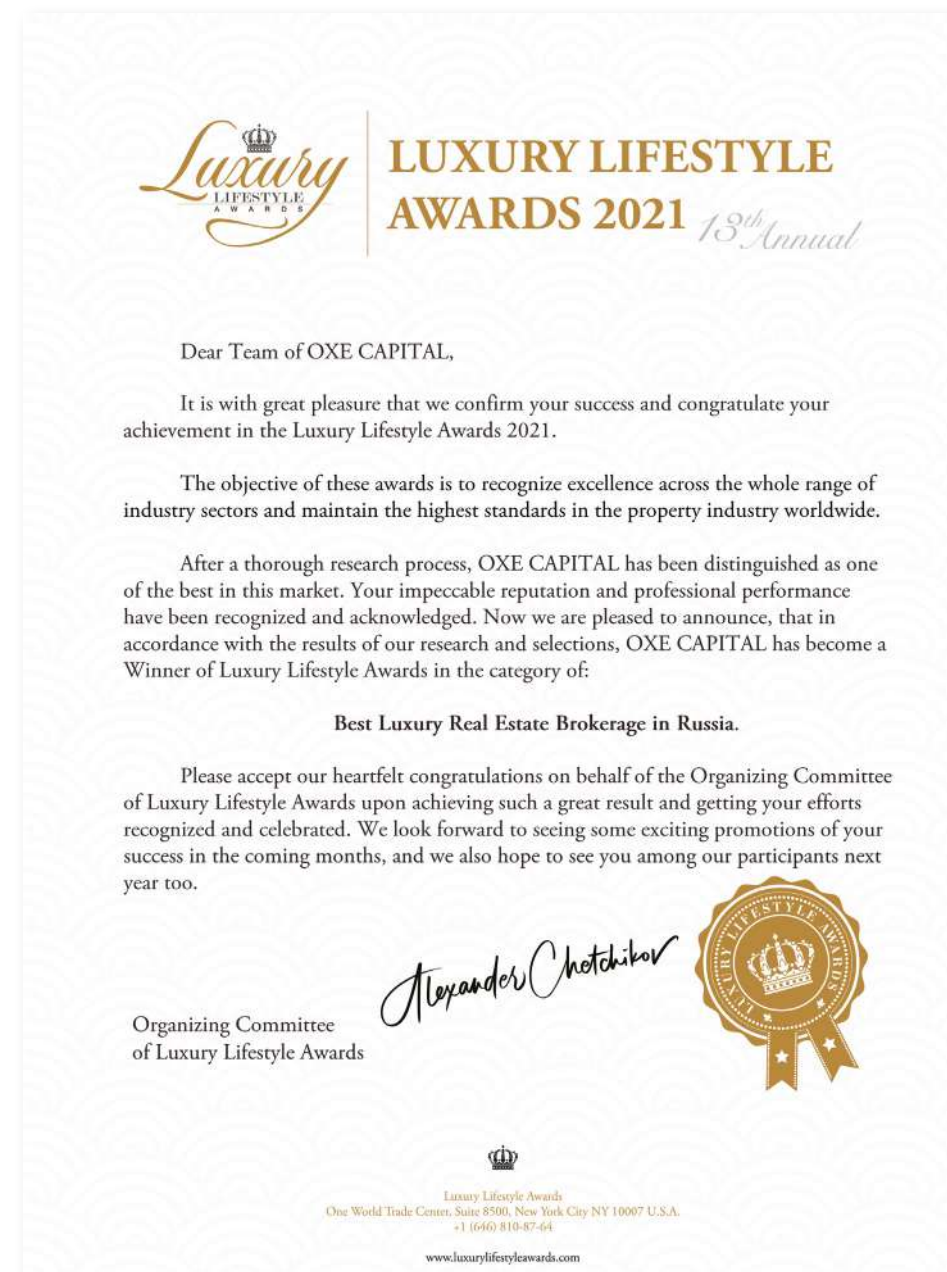 Luxury
LIFESTYLE
AWARDS
LUXURY LIFESTYLE
AWARDS 2021 13th Annual
Dear Team of OXE CAPITAL,
It is with great pleasure that we confirm your success and congratulate your
achievement in the Luxury Lifestyle Awards 2021.
The objective of these awards is to recognize excellence across the whole range of
industry sectors and maintain the highest standards in the property industry worldwide.
After a thorough research process, OXE CAPITAL has been distinguished as one
of the best in this market. Your impeccable reputation and professional performance
have been recognized and acknowledged. Now we are pleased to announce, that in
accordance with the results of our research and selections, OXE CAPITAL has become a
Winner of Luxury Lifestyle Awards in the category of:
Best Luxury Real Estate Brokerage in Russia.
Please accept our heartfelt congratulations on behalf of the Organizing Committee
of Luxury Lifestyle Awards upon achieving such a great result and getting your efforts
recognized and celebrated. We look forward to seeing some exciting promotions of your
success in the coming months, and we also hope to see you among our participants next
year too.
Alexander Chetchikov
LUXURY LIFESTYLE AWARDS
Organizing Committee
of Luxury Lifestyle Awards
Luxury Lifestyle Awards
One World Trade Center, Suite 8500, New York City NY 10007 U.S.A.
+1 (646) 810-87-64
www.luxurylifestyleawards.com